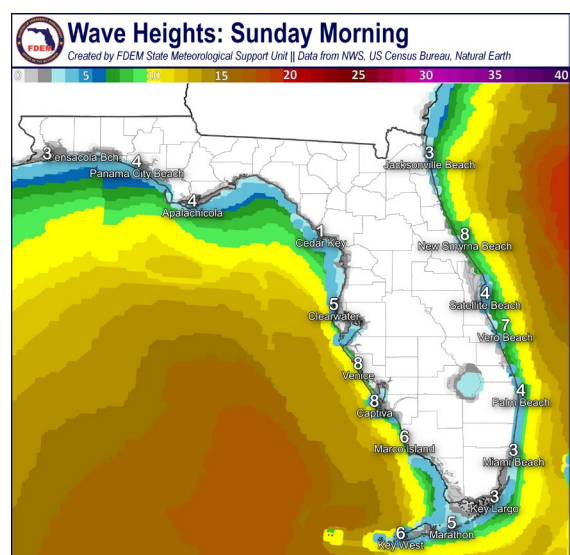 Wave Heights: Sunday Morning
Created by FDEM State Meteorological Support Unit || Data from NWS, US Census Bureau, Natural Earth
FDEM
0 5 10 15 20 25 30 35 40
3
Pensacola Bch
4
Panama City Beach
3
Jacksonville Beach
4
Apalachicola
1
Cedar Key
8
New Smyrna Beach
5
Clearwater
4
Satellite Beach
7
Vero Beach
8
Venice
8
Captiva
4
Palm Beach
6
Marco Island
3
Miami Beach
3
Key Largo
5
Marathon
6
Key West